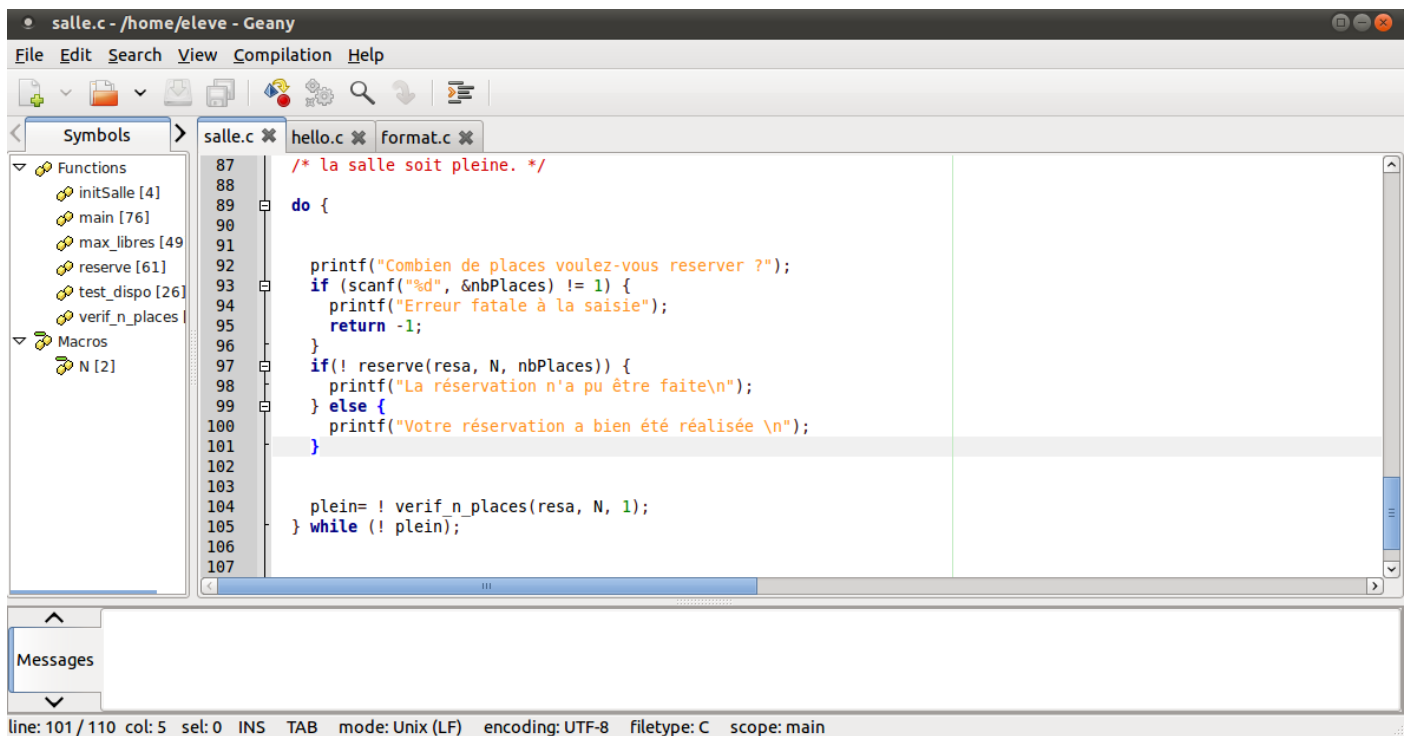 salle.c - /home/eleve - Geany
File Edit Search View Compilation Help
Symbols
salle.c hello.c format.c
Functions
initSalle [4]
main [76]
max_libres [49
reserve [61]
test_dispo [26]
verif_n_places [
Macros
N [2]
87 /* la salle soit pleine. */
88
89 do {
90
91
92 printf("Combien de places voulez-vous reserver ?");
93 if (scanf("%d", &nbPlaces) != 1) {
94 printf("Erreur fatale à la saisie");
95 return -1;
96 }
97 if(! reserve(resa, N, nbPlaces)) {
98 printf("La réservation n'a pu être faite\n");
99 } else {
100 printf("Votre réservation a bien été réalisée \n");
101 }
102
103
104 plein= ! verif_n_places(resa, N, 1);
105 } while (! plein);
106
107
Messages
line: 101 / 110 col: 5 sel: 0 INS TAB mode: Unix (LF) encoding: UTF-8 filetype: C scope: main